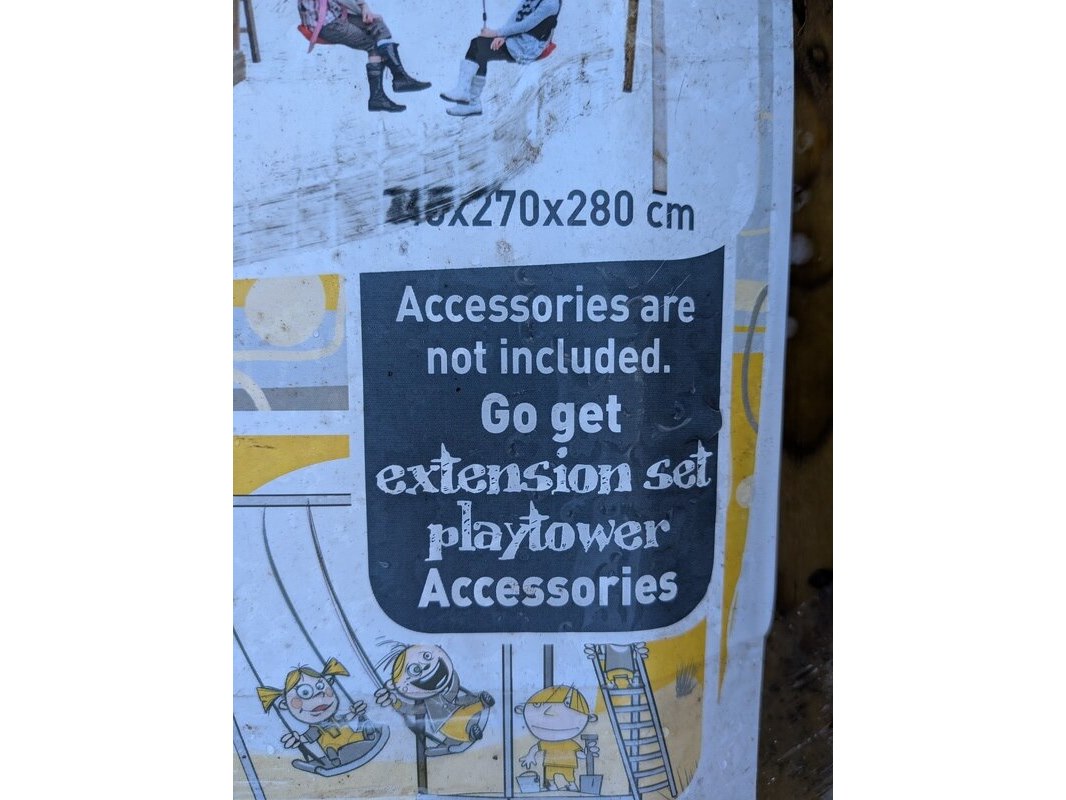 x270x280 cm
Accessories are
not included.
Go get
extension set
playtower
Accessories